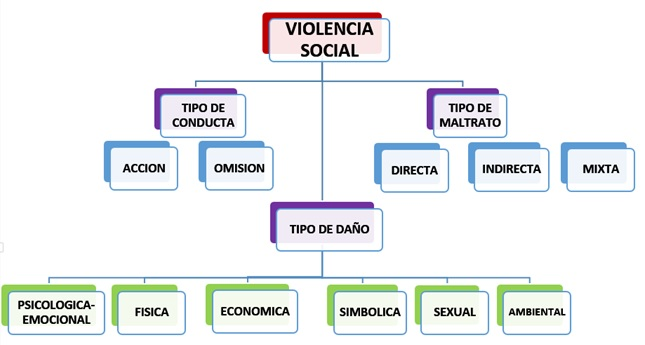 VIOLENCIA
SOCIAL
TIPO DE
CONDUCTA
TIPO DE
MALTRATO
ACCION
OMISION
DIRECTA
INDIRECTA
MIXTA
TIPO DE DAÑO
PSICOLOGICA-
EMOCIONAL
FISICA
ECONOMICA
SIMBOLICA
SEXUAL
AMBIENTAL